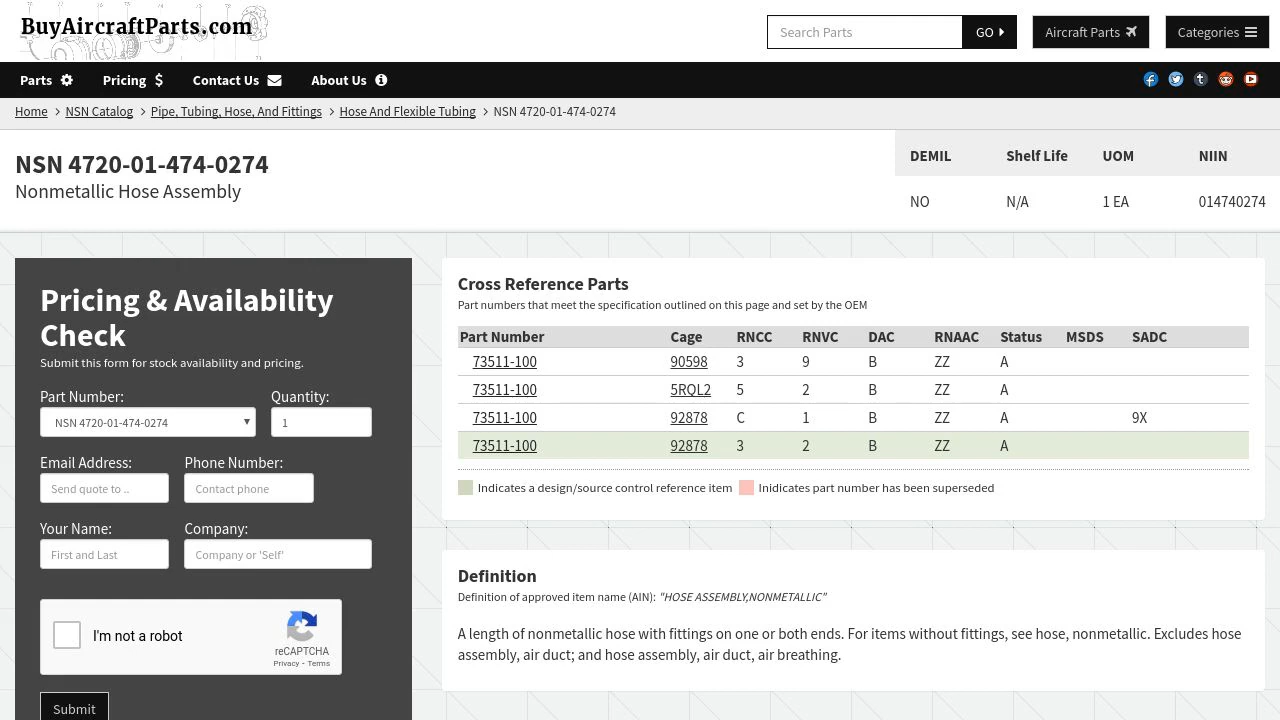 BuyAircraftParts.com
Search Parts
GO
Aircraft Parts
Categories
Parts
Pricing
Contact Us
About Us
Home > NSN Catalog > Pipe, Tubing, Hose, And Fittings > Hose And Flexible Tubing > NSN 4720-01-474-0274
NSN 4720-01-474-0274
Nonmetallic Hose Assembly
DEMIL Shelf Life UOM NIIN
NO N/A 1 EA 014740274
Pricing & Availability
Check
Submit this form for stock availability and pricing.
Part Number: Quantity:
NSN 4720-01-474-0274 1
Email Address: Phone Number:
Send quote to .. Contact phone
Your Name: Company:
First and Last Company or 'Self'
I'm not a robot
reCAPTCHA
Privacy - Terms
Submit
Cross Reference Parts
Part numbers that meet the specification outlined on this page and set by the OEM
Part Number Cage RNCC RNVC DAC RNAAC Status MSDS SADC
73511-100 90598 3 9 B ZZ A
73511-100 5RQL2 5 2 B ZZ A
73511-100 92878 C 1 B ZZ A 9X
73511-100 92878 3 2 B ZZ A
Indicates a design/source control reference item Inidicates part number has been superseded
Definition
Definition of approved item name (AIN): "HOSE ASSEMBLY,NONMETALLIC"
A length of nonmetallic hose with fittings on one or both ends. For items without fittings, see hose, nonmetallic. Excludes hose
assembly, air duct; and hose assembly, air duct, air breathing.